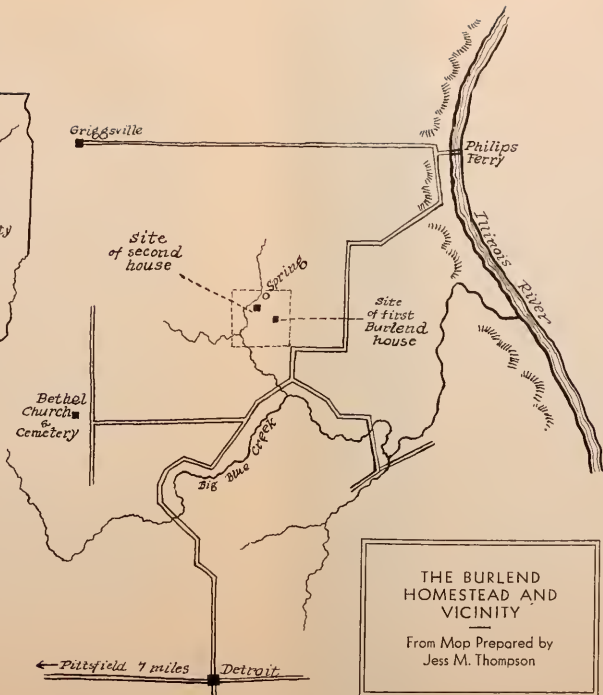 Griggsville
Philips
Ferry
Illinois
River
Site
of second
house
Spring
Site
of first
Burlend
house
Bethel
Church
&
Cemetery
Big Blue Creek
THE BURLEND
HOMESTEAD AND
VICINITY
From Map Prepared by
Jess M. Thompson
Pittsfield 7 miles
Detroit